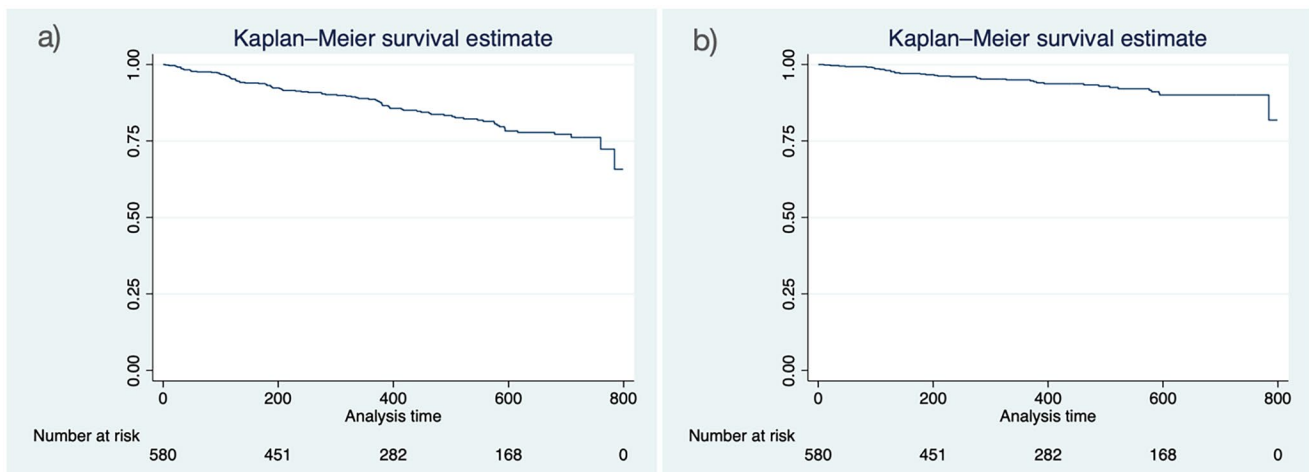 a)
Kaplan–Meier survival estimate
1.00
0.75
0.50
0.25
0.00
0 200 400 600 800
Analysis time
Number at risk
580 451 282 168 0
b)
Kaplan–Meier survival estimate
1.00
0.75
0.50
0.25
0.00
0 200 400 600 800
Analysis time
Number at risk
580 451 282 168 0